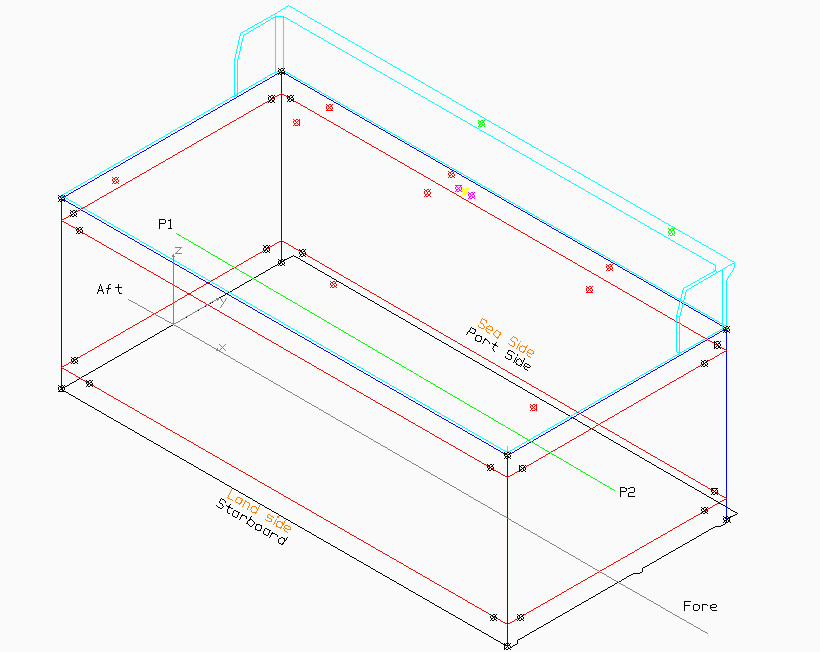 P1
z
Aft
y
x
Sea Side
Port Side
P2
Land side
Starboard
Fore